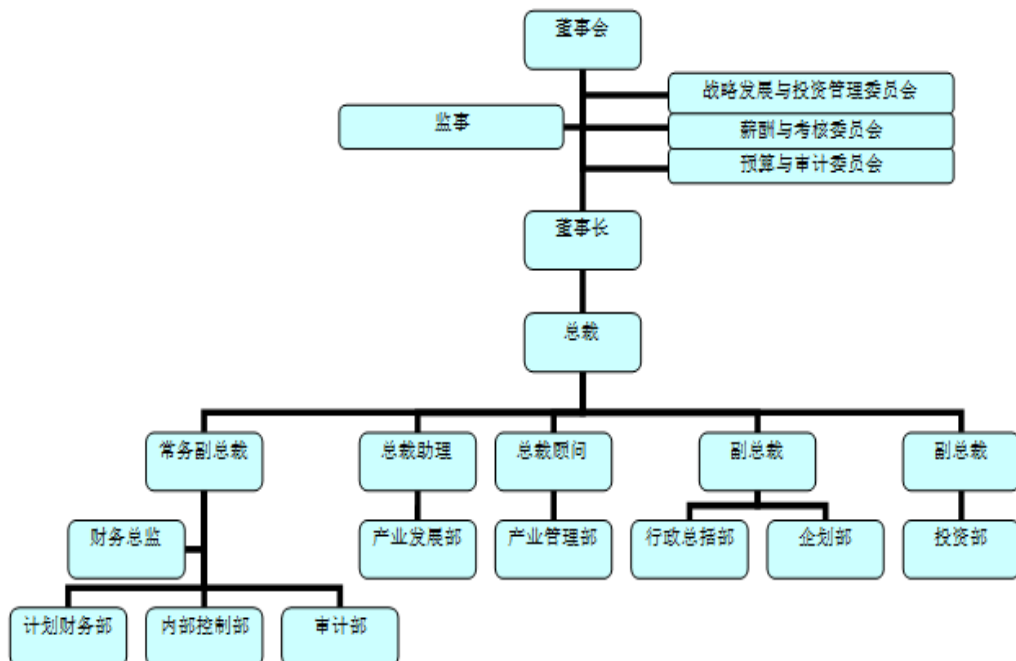 董事会
战略发展与投资管理委员会
监事
薪酬与考核委员会
预算与审计委员会
董事长
总裁
常务副总裁
总裁助理
总裁顾问
副总裁
副总裁
财务总监
产业发展部
产业管理部
行政总括部
企划部
投资部
计划财务部
内部控制部
审计部